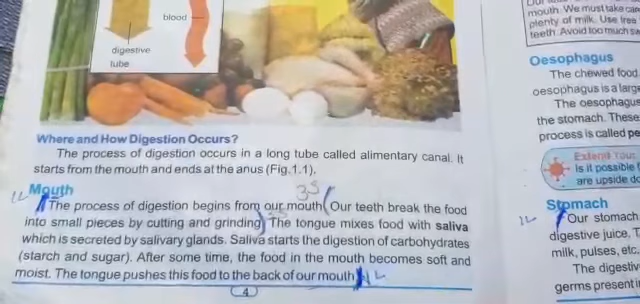 blood
digestive
tube
Where and How Digestion Occurs?
The process of digestion occurs in a long tube called alimentary canal. It
starts from the mouth and ends at the anus (Fig.1.1).
Mouth
The process of digestion begins from our mouth. Our teeth break the food
into small pieces by cutting and grinding. The tongue mixes food with saliva
which is secreted by salivary glands. Saliva starts the digestion of carbohydrates
(starch and sugar). After some time, the food in the mouth becomes soft and
moist. The tongue pushes this food to the back of our mouth.
4
mouth. We must take
plenty of milk. Use
teeth. Avoid too much
Oesophagus
The chewed food
oesophagus is a
The oesophagus
the stomach. These
process is called
Extend Your
Is it possible
are upside
Stomach
Our stomach
digestive juice.
milk, pulses, etc.
The
germs present